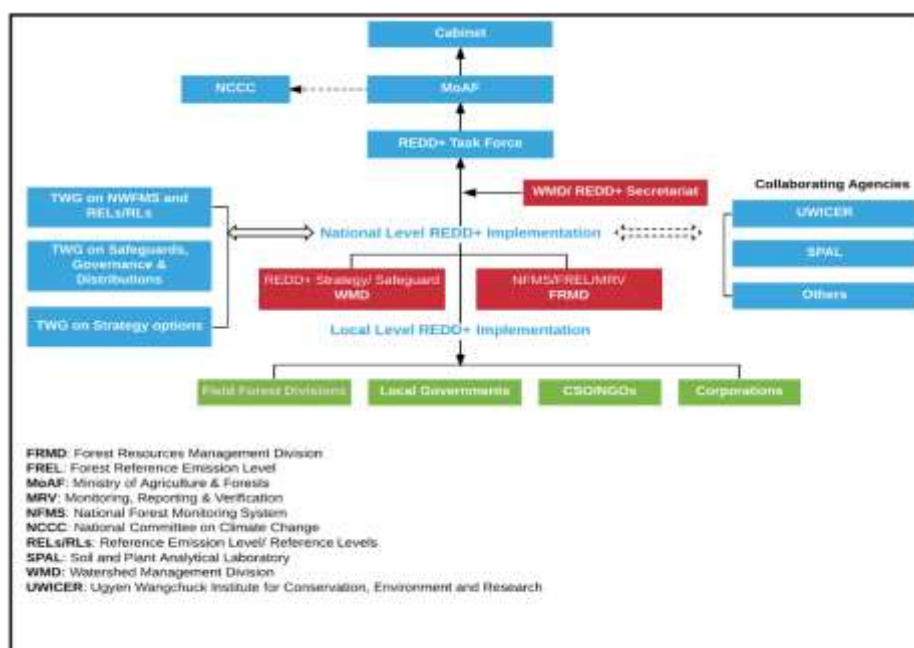 Cabinet
NCCC
MoAF
REDD+ Task Force
WMD/ REDD+ Secretariat
Collaborating Agencies
TWG on NWFMS and
RELs/RLs
UWICER
National Level REDD+ Implementation
TWG on Safeguards,
Governance &
Distributions
SPAL
REDD+ Strategy/ Safeguard
WMD
NFMS/FREL/MRV
FRMD
Others
TWG on Strategy options
Local Level REDD+ Implementation
Field Forest Divisions
Local Governments
CSO/NGOs
Corporations
FRMD: Forest Resources Management Division
FREL: Forest Reference Emission Level
MoAF: Ministry of Agriculture & Forests
MRV: Monitoring, Reporting & Verification
NFMS: National Forest Monitoring System
NCCC: National Committee on Climate Change
RELs/RLs: Reference Emission Level/ Reference Levels
SPAL: Soil and Plant Analytical Laboratory
WMD: Watershed Management Division
UWICER: Ugyen Wangchuck Institute for Conservation, Environment and Research